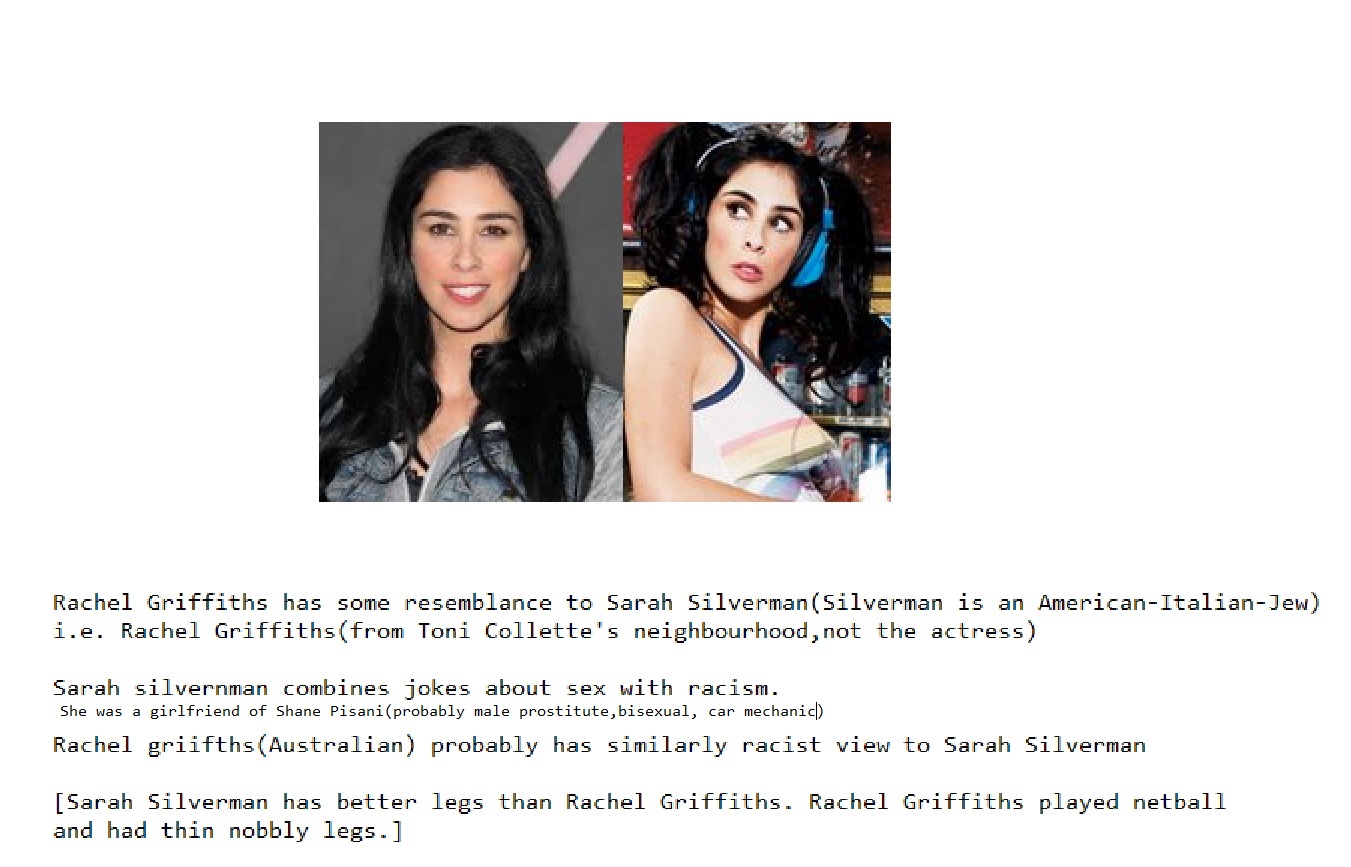 Rachel Griffiths has some resemblance to Sarah Silverman(Silverman is an American-Italian-Jew)
i.e. Rachel Griffiths(from Toni Collette's neighbourhood,not the actress)
Sarah silvernman combines jokes about sex with racism.
She was a girlfriend of Shane Pisani(probably male prostitute,bisexual, car mechanic)
Rachel griifths(Australian) probably has similarly racist view to Sarah Silverman
[Sarah Silverman has better legs than Rachel Griffiths. Rachel Griffiths played netball
and had thin nobbly legs.]